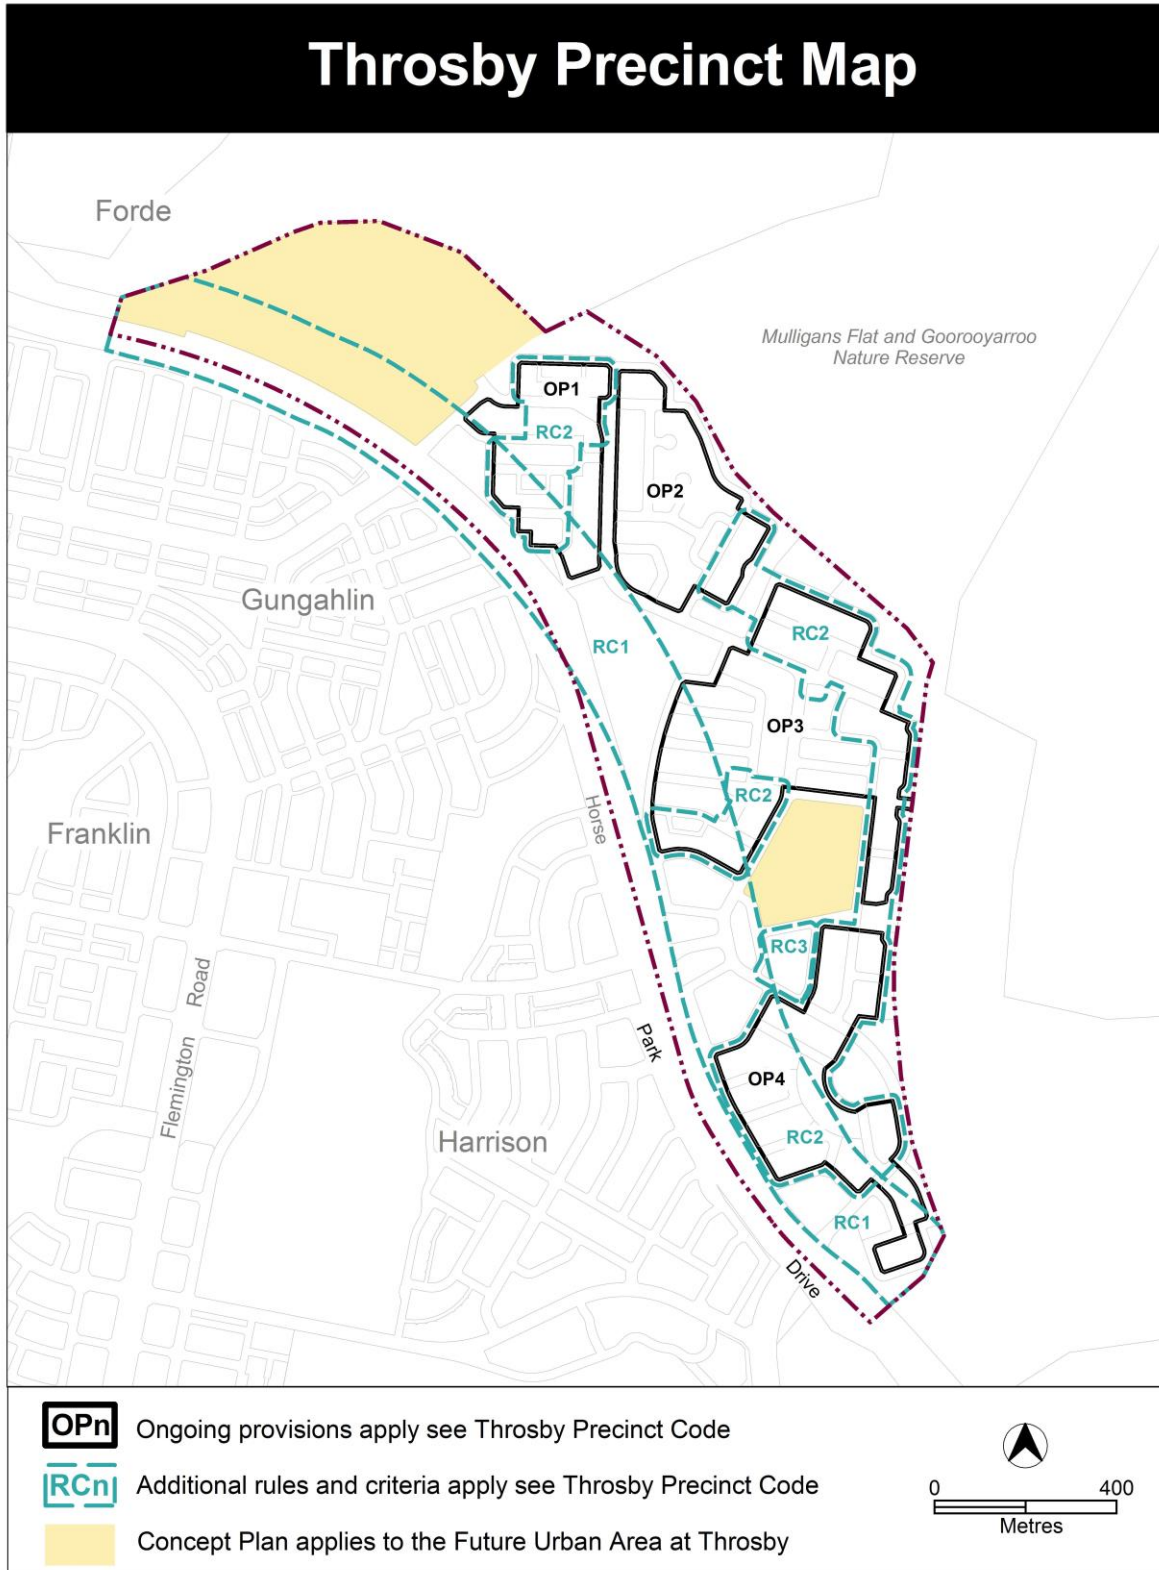 Throsby Precinct Map
Forde
Mulligans Flat and Goorooyarroo
Nature Reserve
OP1
RC2
OP2
Gungahlin
RC2
RC1
OP3
RC2
Horse
Franklin
RC3
Road
Park
OP4
Flemington
RC2
Harrison
RC1
Drive
OPn Ongoing provisions apply see Throsby Precinct Code
RCn Additional rules and criteria apply see Throsby Precinct Code
0 400
Metres
Concept Plan applies to the Future Urban Area at Throsby